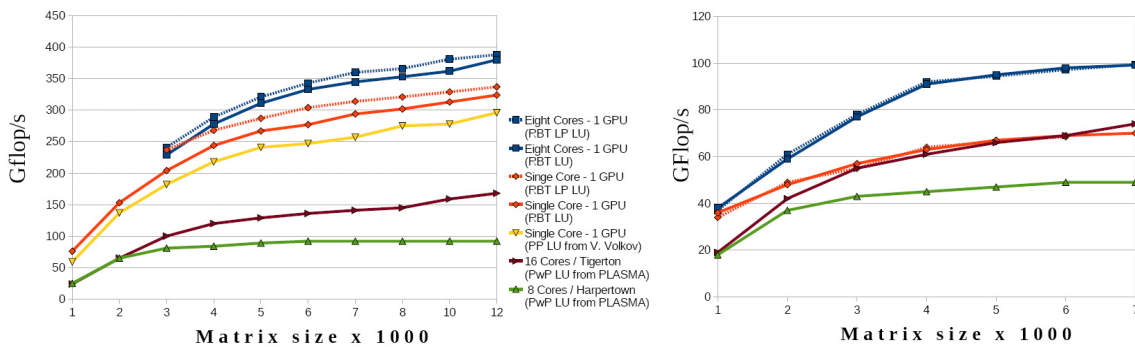 Gflop/s
450
400
350
300
250
200
150
100
50
0
1 2 3 4 5 6 7 8 10 12
Matrix size x 1000
Eight Cores - 1 GPU
(RBT LP LU)
Eight Cores - 1 GPU
(RBT LU)
Singe Core - 1 GPU
(RBT LP LU)
Single Core - 1 GPU
(RBT LU)
Single Core - 1 GPU
(PP LU from V. Volkov)
16 Cores / Tigerton
(PwP LU from PLASMA)
8 Cores / Harpertown
(PwP LU from PLASMA)
GFlop/s
120
100
80
60
40
20
0
1 2 3 4 5 6 7
Matrix size x 1000